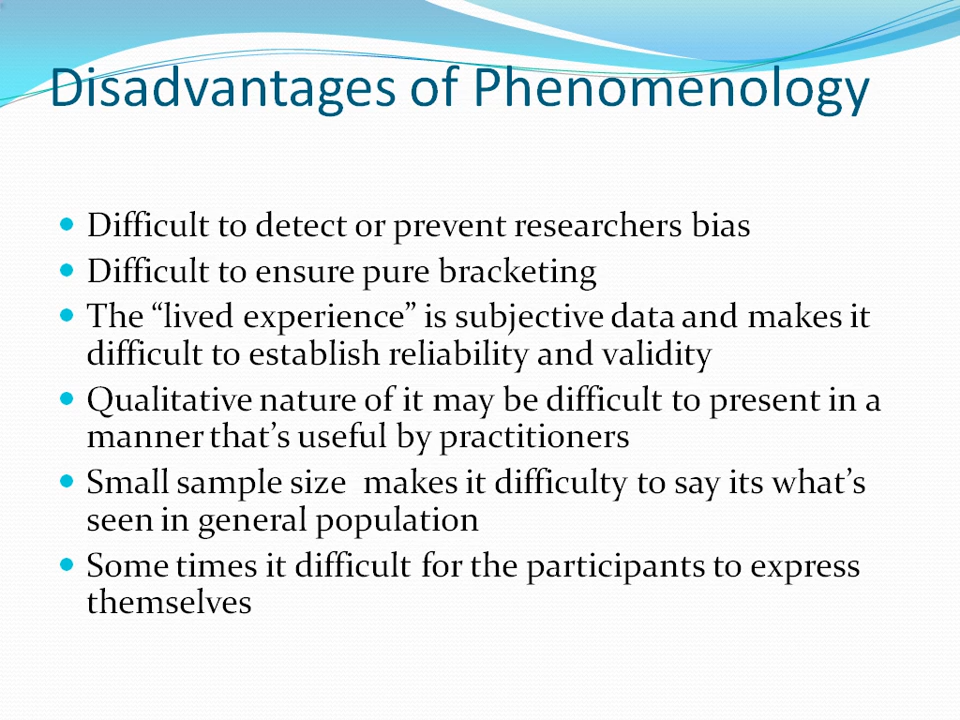 Disadvantages of Phenomenology
• Difficult to detect or prevent researchers bias
• Difficult to ensure pure bracketing
• The “lived experience” is subjective data and makes it
difficult to establish reliability and validity
• Qualitative nature of it may be difficult to present in a
manner that’s useful by practitioners
• Small sample size  makes it difficulty to say its what’s
seen in general population
• Some times it difficult for the participants to express
themselves